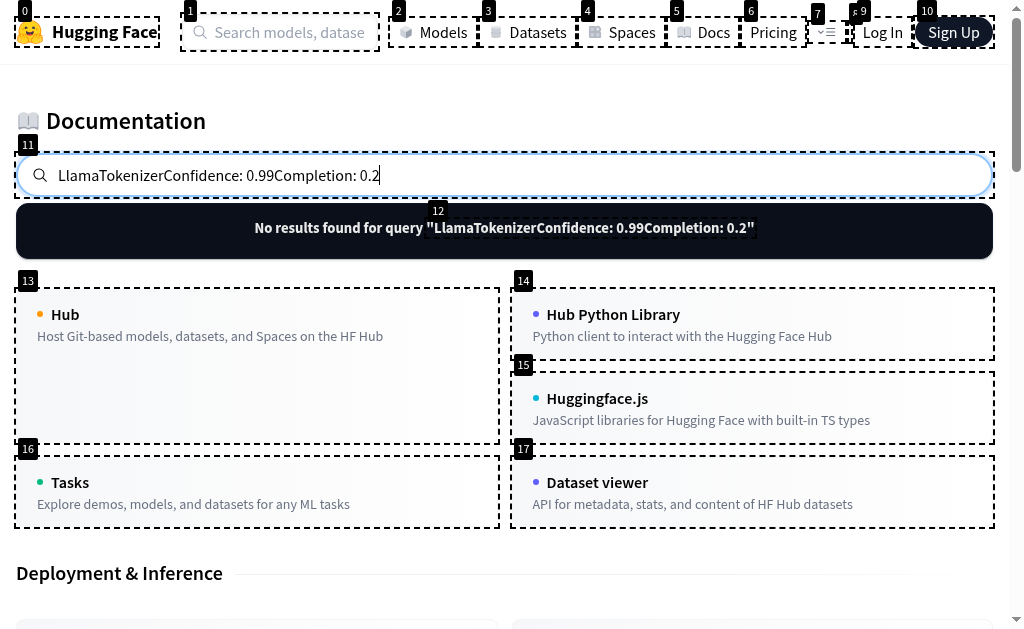 0 1 2 3 4 5 6 7 9 10
Hugging Face Search models, datase Models Datasets Spaces Docs Pricing Log In Sign Up
Documentation
11
LlamaTokenizerConfidence: 0.99Completion: 0.2
12
No results found for query "LlamaTokenizerConfidence: 0.99Completion: 0.2"
13 14
Hub
Host Git-based models, datasets, and Spaces on the HF Hub
Hub Python Library
Python client to interact with the Hugging Face Hub
15
Huggingface.js
JavaScript libraries for Hugging Face with built-in TS types
16 17
Tasks
Explore demos, models, and datasets for any ML tasks
Dataset viewer
API for metadata, stats, and content of HF Hub datasets
Deployment & Inference